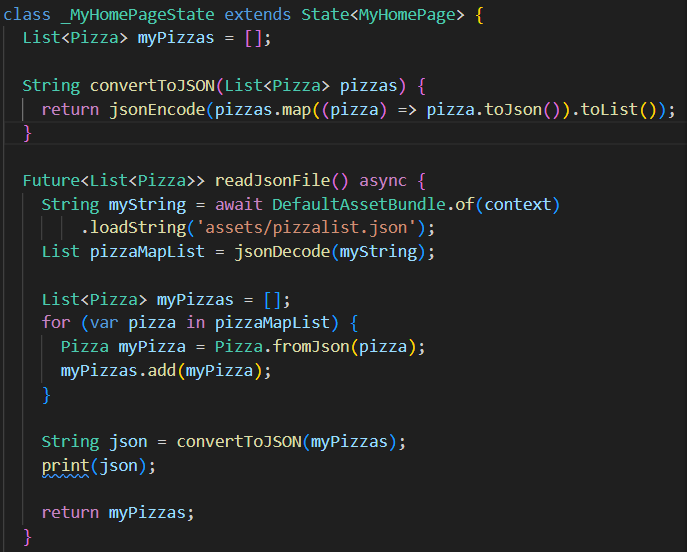 class _MyHomePageState extends State<MyHomePage> {
  List<Pizza> myPizzas = [];

  String convertToJSON(List<Pizza> pizzas) {
    return jsonEncode(pizzas.map((pizza) => pizza.toJson()).toList());
  }

  Future<List<Pizza>> readJsonFile() async {
    String myString = await DefaultAssetBundle.of(context)
        .loadString('assets/pizzalist.json');
    List pizzaMapList = jsonDecode(myString);

    List<Pizza> myPizzas = [];
    for (var pizza in pizzaMapList) {
      Pizza myPizza = Pizza.fromJson(pizza);
      myPizzas.add(myPizza);
    }

    String json = convertToJSON(myPizzas);
    print(json);

    return myPizzas;
  }